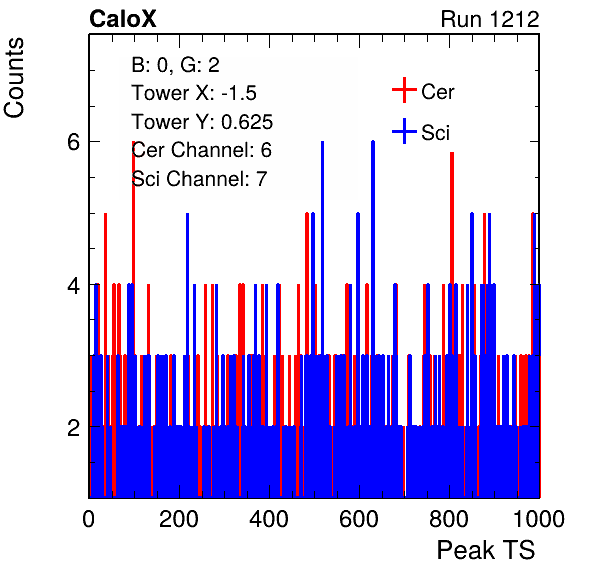 CaloX
Run 1212
Counts
B: 0, G: 2
Tower X: -1.5
Tower Y: 0.625
Cer Channel: 6
Sci Channel: 7
Cer
Sci
6
4
2
0 200 400 600 800 1000
Peak TS